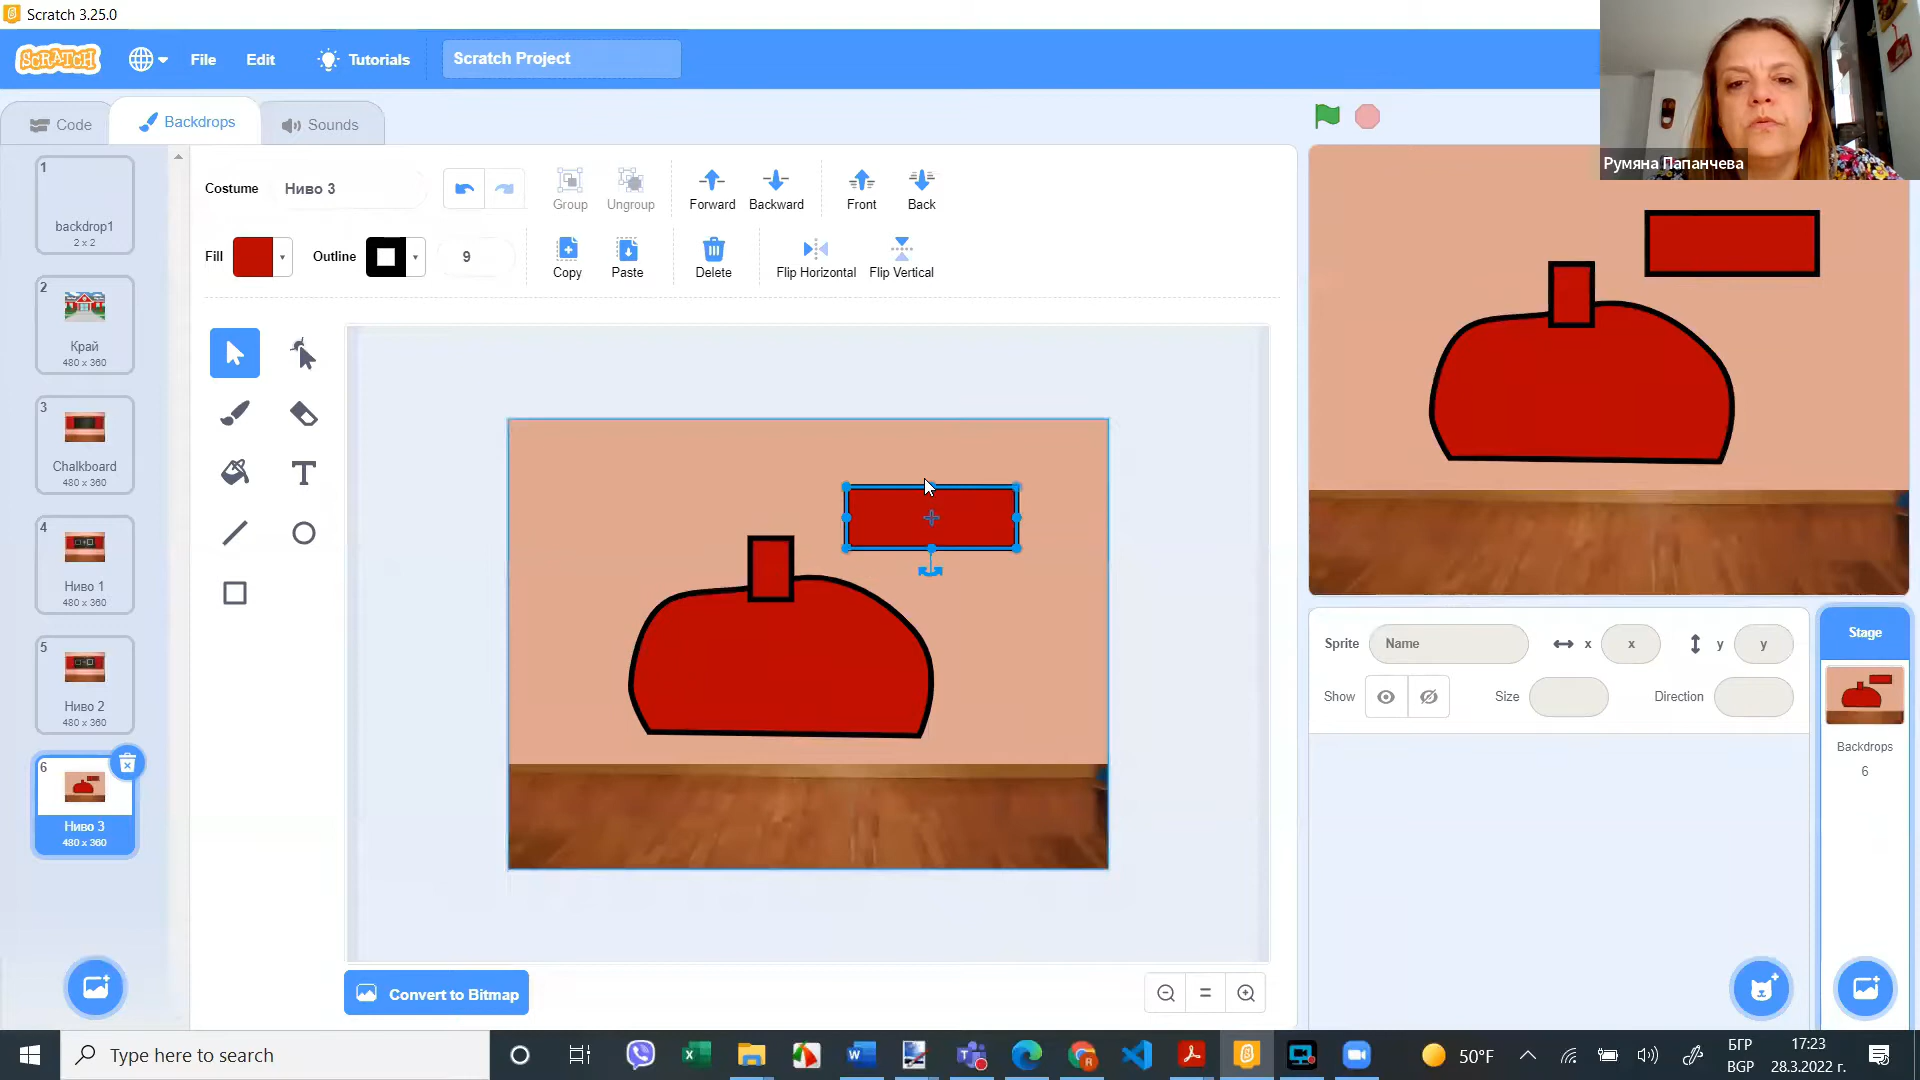 Scratch 3.25.0
SCRATCH
File
Edit
Tutorials
Scratch Project
Code
Backdrops
Sounds
Румяна Папанчева
1
backdrop1
2 x 2
2
Край
480 x 360
3
Chalkboard
480 x 360
4
Ниво 1
480 x 360
5
Ниво 2
480 x 360
6
Ниво 3
480 x 360
Costume
Ниво 3
Group
Ungroup
Forward
Backward
Front
Back
Fill
Outline
9
Copy
Paste
Delete
Flip Horizontal
Flip Vertical
T
Convert to Bitmap
Sprite
Name
x
x
y
y
Show
Size
Direction
Stage
Backdrops
6
Type here to search
50°F
БГР
BGP
17:23
28.3.2022 г.